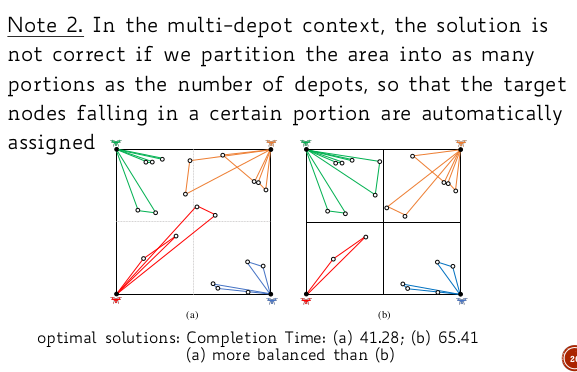 Note 2. In the multi-depot context, the solution is
not correct if we partition the area into as many
portions as the number of depots, so that the target
nodes falling in a certain portion are automatically
assigned
(a)
(b)
optimal solutions: Completion Time: (a) 41.28; (b) 65.41
(a) more balanced than (b)